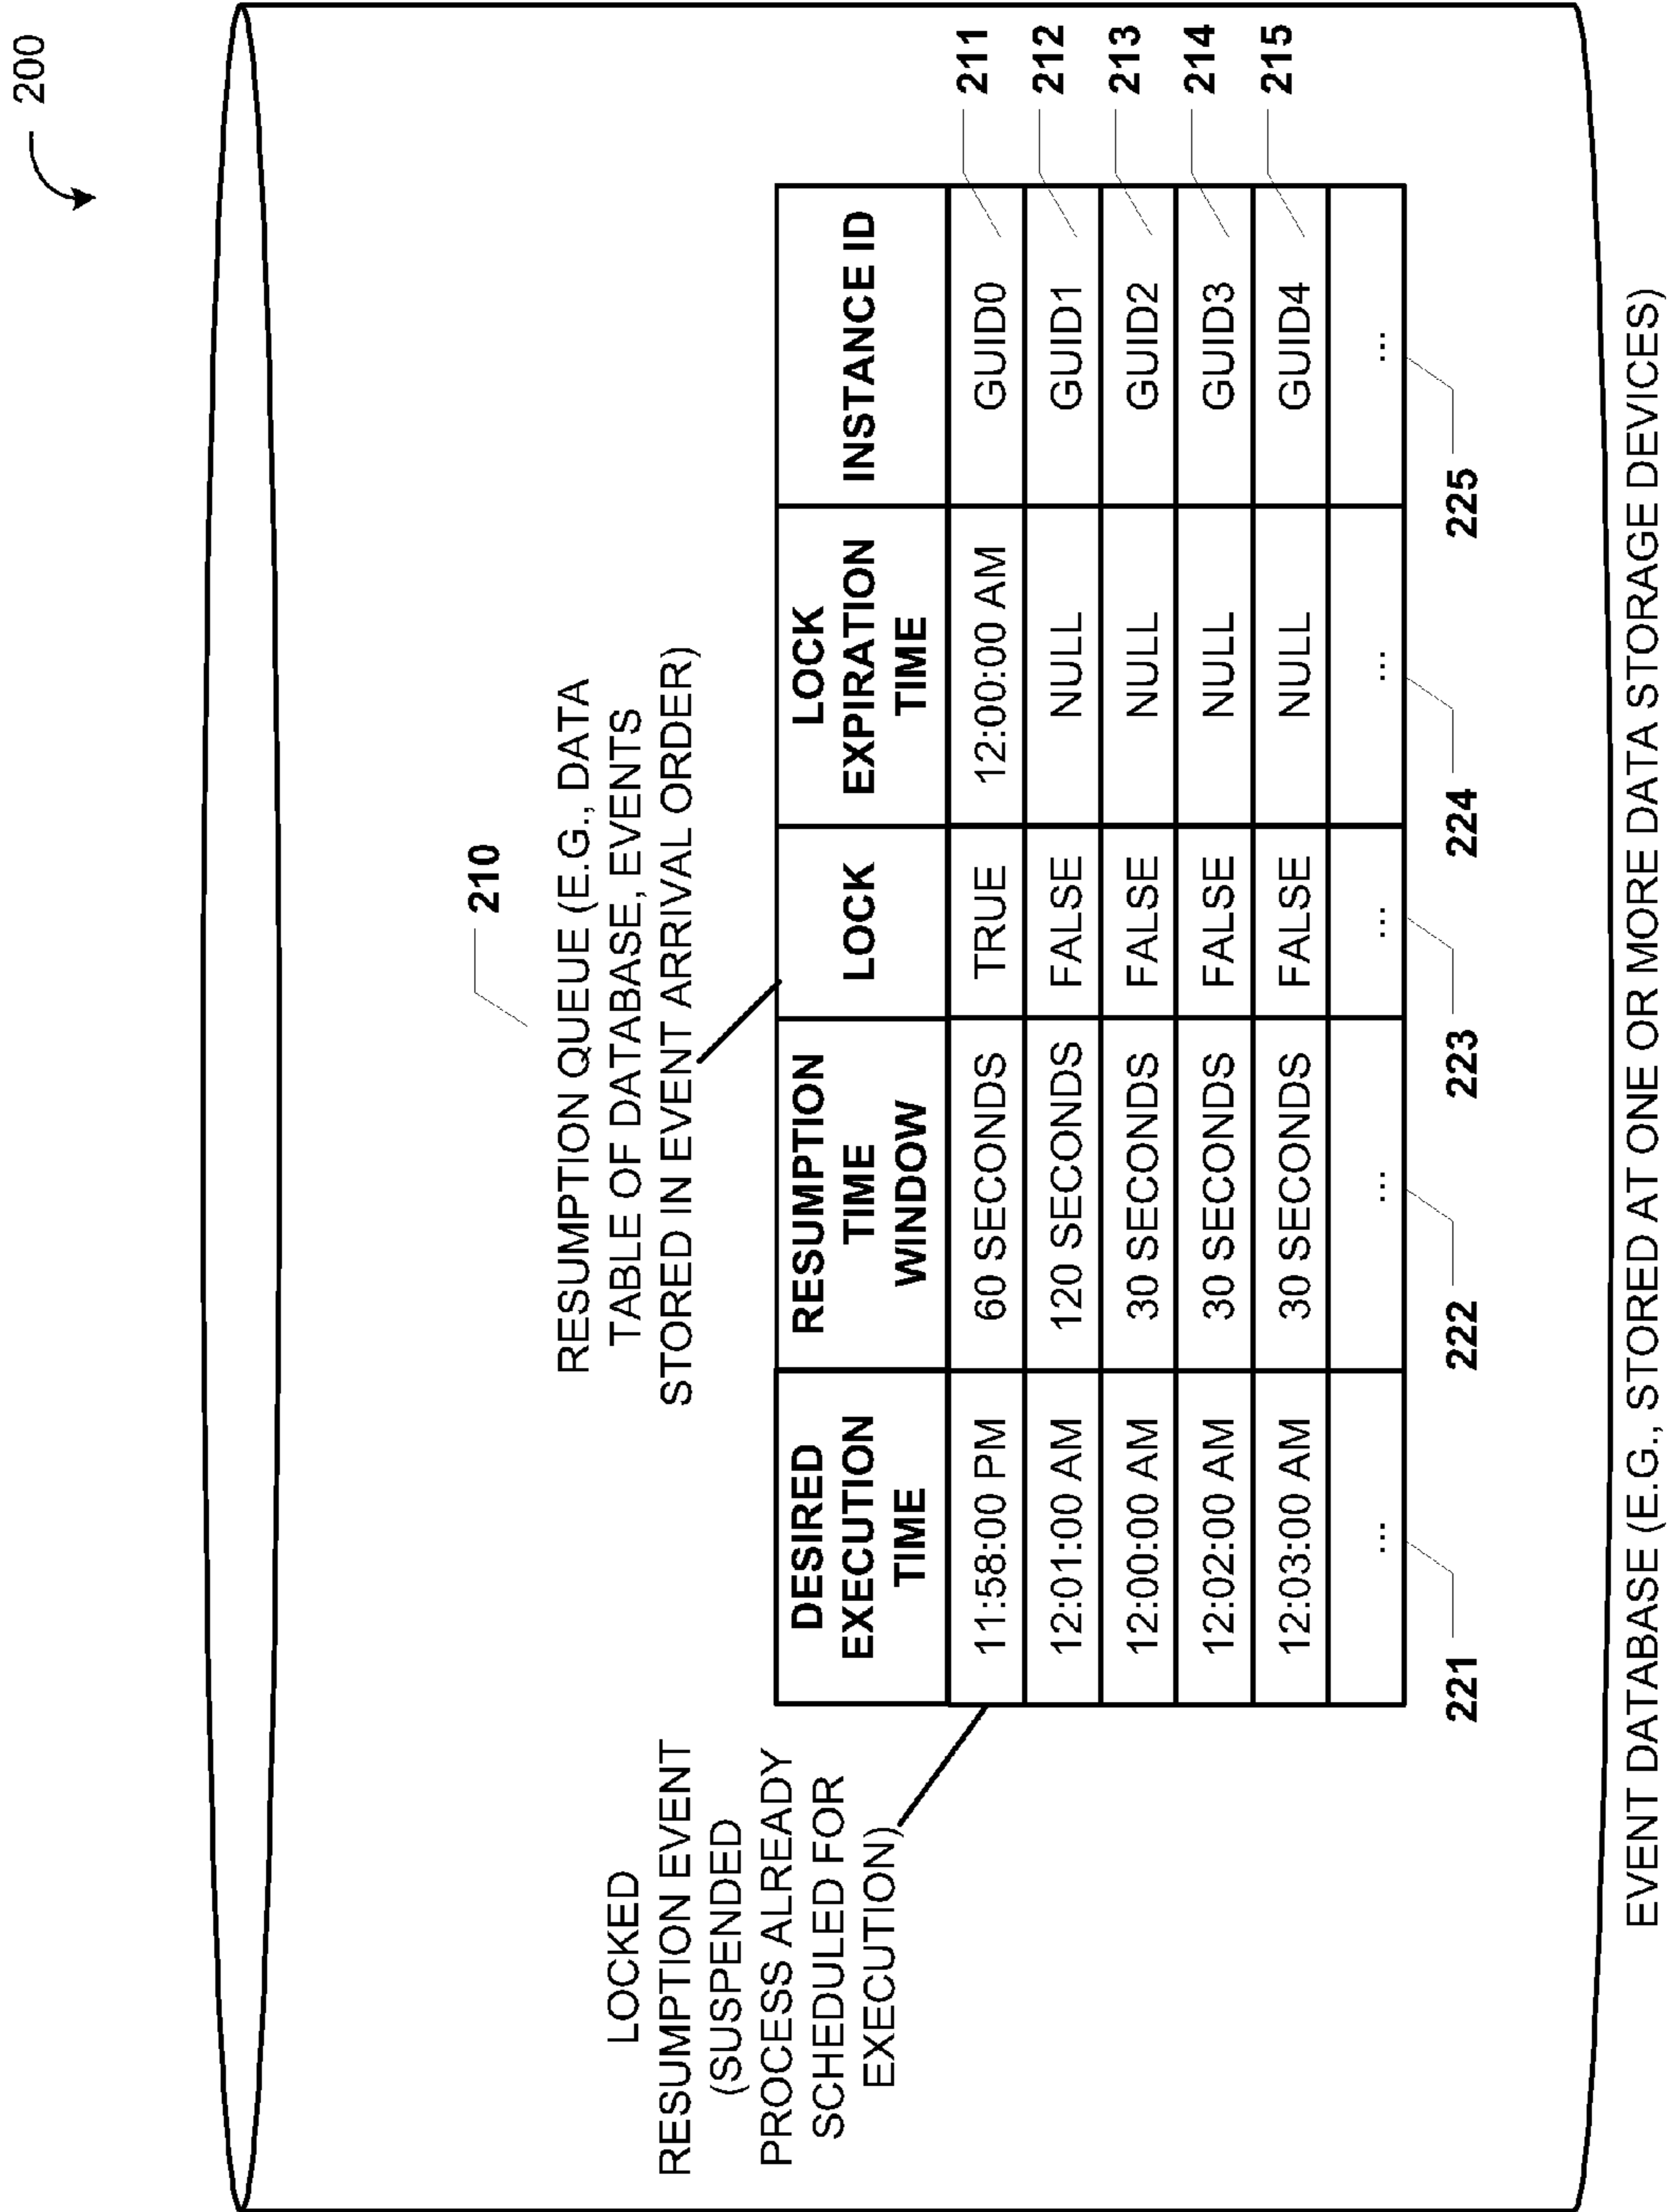 200
210
RESUMPTION QUEUE (E.G., DATA
TABLE OF DATABASE, EVENTS
STORED IN EVENT ARRIVAL ORDER)
LOCKED
RESUMPTION EVENT
(SUSPENDED
PROCESS ALREADY
SCHEDULED FOR
EXECUTION)
DESIRED EXECUTION TIME RESUMPTION TIME WINDOW LOCK LOCK EXPIRATION TIME INSTANCE ID
11:58:00 PM 60 SECONDS TRUE 12:00:00 AM GUID0 211
12:01:00 AM 120 SECONDS FALSE NULL GUID1 212
12:00:00 AM 30 SECONDS FALSE NULL GUID2 213
12:02:00 AM 30 SECONDS FALSE NULL GUID3 214
12:03:00 AM 30 SECONDS FALSE NULL GUID4 215
... ... ... ... ...
221 222 223 224 225
EVENT DATABASE (E.G., STORED AT ONE OR MORE DATA STORAGE DEVICES)